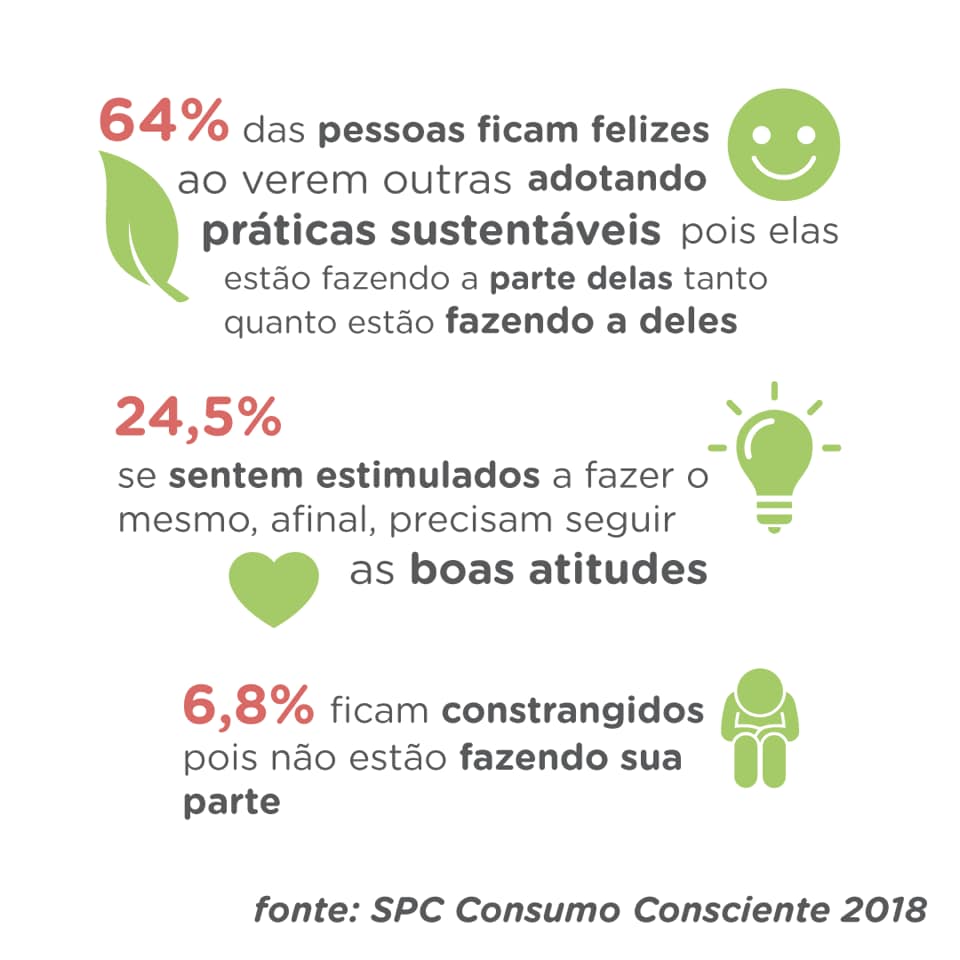 64% das pessoas ficam felizes
ao verem outras adotando
práticas sustentáveis pois elas
estão fazendo a parte delas tanto
quanto estão fazendo a deles
24,5%
se sentem estimulados a fazer o
mesmo, afinal, precisam seguir
as boas atitudes
6,8% ficam constrangidos
pois não estão fazendo sua
parte
fonte: SPC Consumo Consciente 2018